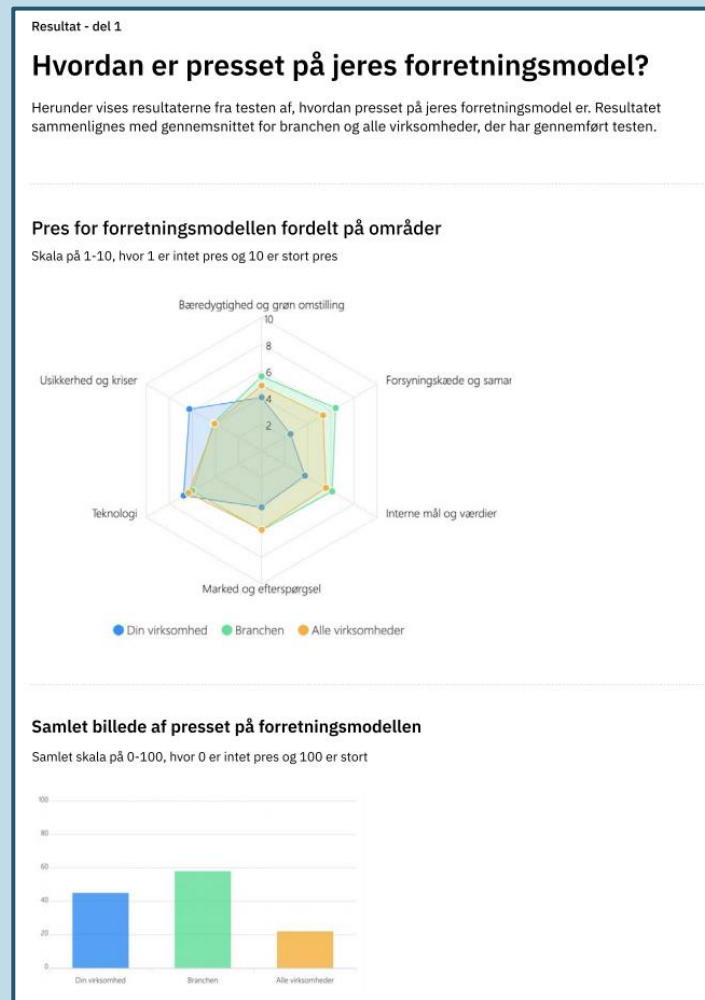 Resultat - del 1
Hvordan er presset på jeres forretningsmodel?
Herunder vises resultaterne fra testen af, hvordan presset på jeres forretningsmodel er. Resultatet
sammenlignes med gennemsnittet for branchen og alle virksomheder, der har gennemført testen.
Pres for forretningsmodellen fordelt på områder
Skala på 1-10, hvor 1 er intet pres og 10 er stort pres
Bæredygtighed og grøn omstilling
10
8
6
4
2
Usikkerhed og kriser
Forsyningskæde og samar
Teknologi
Interne mål og værdier
Marked og efterspørgsel
Din virksomhed Branchen Alle virksomheder
Samlet billede af presset på forretningsmodellen
Samlet skala på 0-100, hvor 0 er intet pres og 100 er stort
100
80
60
40
20
0
Din virksomhed Branchen Alle virksomheder